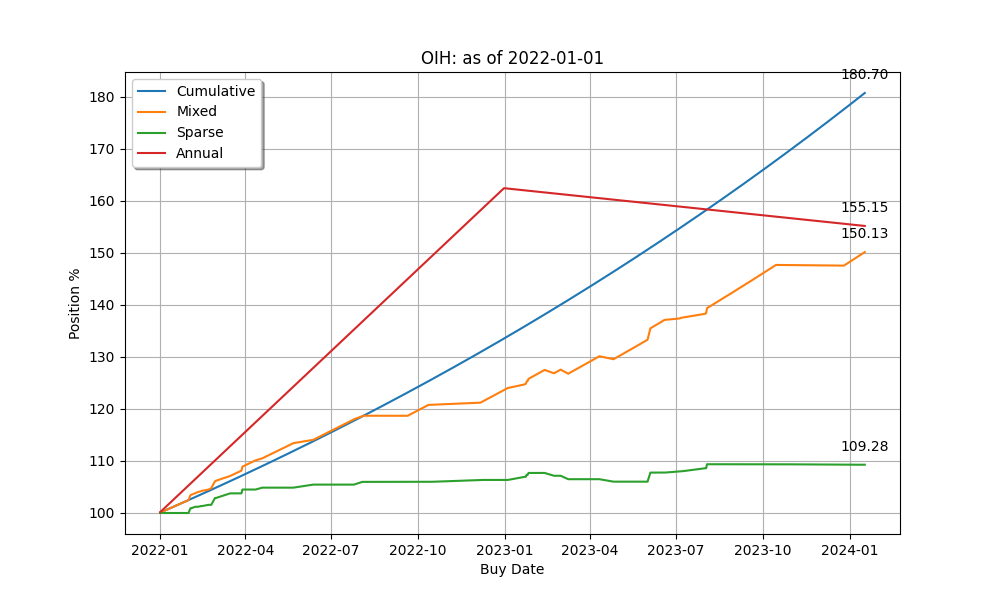 OIH: as of 2022-01-01
Cumulative
Mixed
Sparse
Annual
180.70
155.15
150.13
109.28
Position %
180
170
160
150
140
130
120
110
100
2022-01 2022-04 2022-07 2022-10 2023-01 2023-04 2023-07 2023-10 2024-01
Buy Date